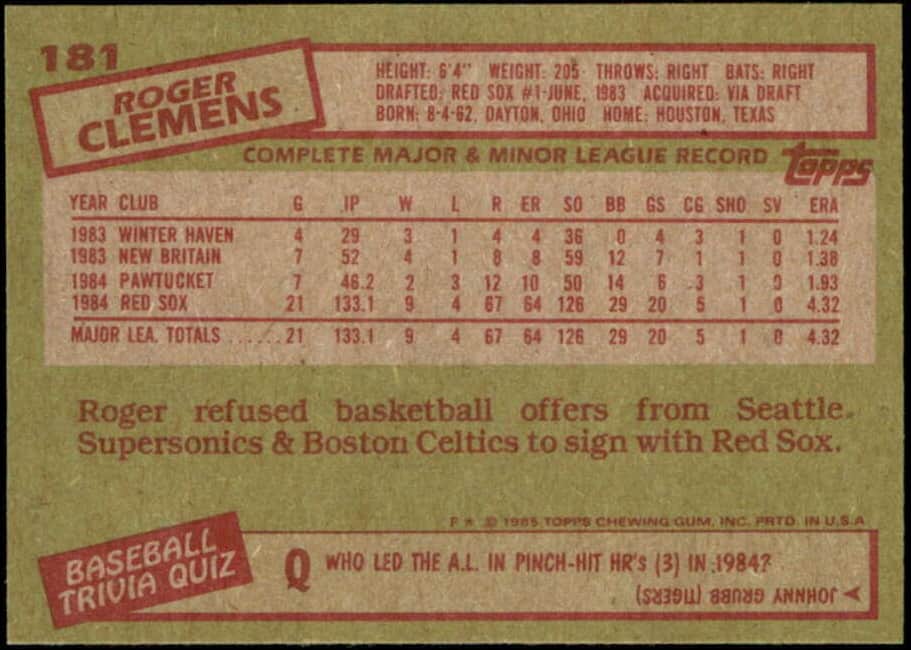 181
ROGER
CLEMENS
HEIGHT: 6'4" WEIGHT: 205 THROWS: RIGHT BATS: RIGHT
DRAFTED: RED SOX #1-JUNE, 1983 ACQUIRED: VIA DRAFT
BORN: 8-4-62, DAYTON, OHIO HOME: HOUSTON, TEXAS
COMPLETE MAJOR & MINOR LEAGUE RECORD topps
YEAR CLUB G IP W L R ER SO BB GS CG SHO SV ERA
1983 WINTER HAVEN 4 29 3 1 4 4 36 0 4 3 1 0 1.24
1983 NEW BRITAIN 7 52 4 1 8 8 59 12 7 1 1 0 1.38
1984 PAWTUCKET 7 46.2 2 3 12 10 50 14 6 3 1 0 1.93
1984 RED SOX 21 133.1 9 4 67 64 126 29 20 5 1 0 4.32
MAJOR LEA. TOTALS ......21 133.1 9 4 67 64 126 29 20 5 1 0 4.32
Roger refused basketball offers from Seattle
Supersonics & Boston Celtics to sign with Red Sox.
F * © 1985 TOPPS CHEWING GUM, INC. PRTD. IN U.S.A.
BASEBALL
TRIVIA QUIZ
Q WHO LED THE A.L. IN PINCH-HIT HR's (3) IN 1984?
JOHNNY GRUBB (TIGERS)